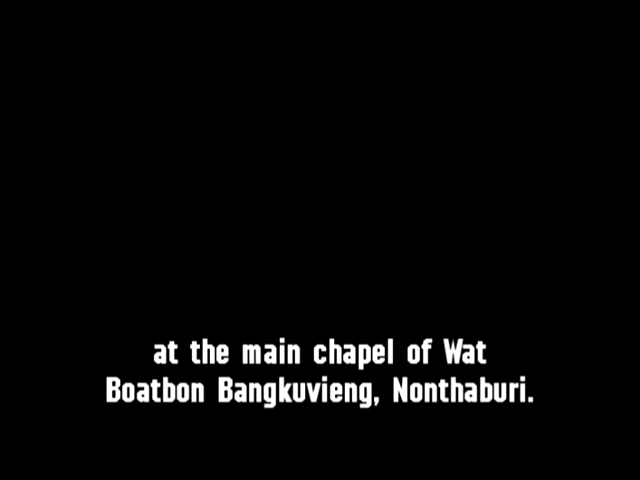 at the main chapel of Wat
Boatbon Bangkuvieng, Nonthaburi.